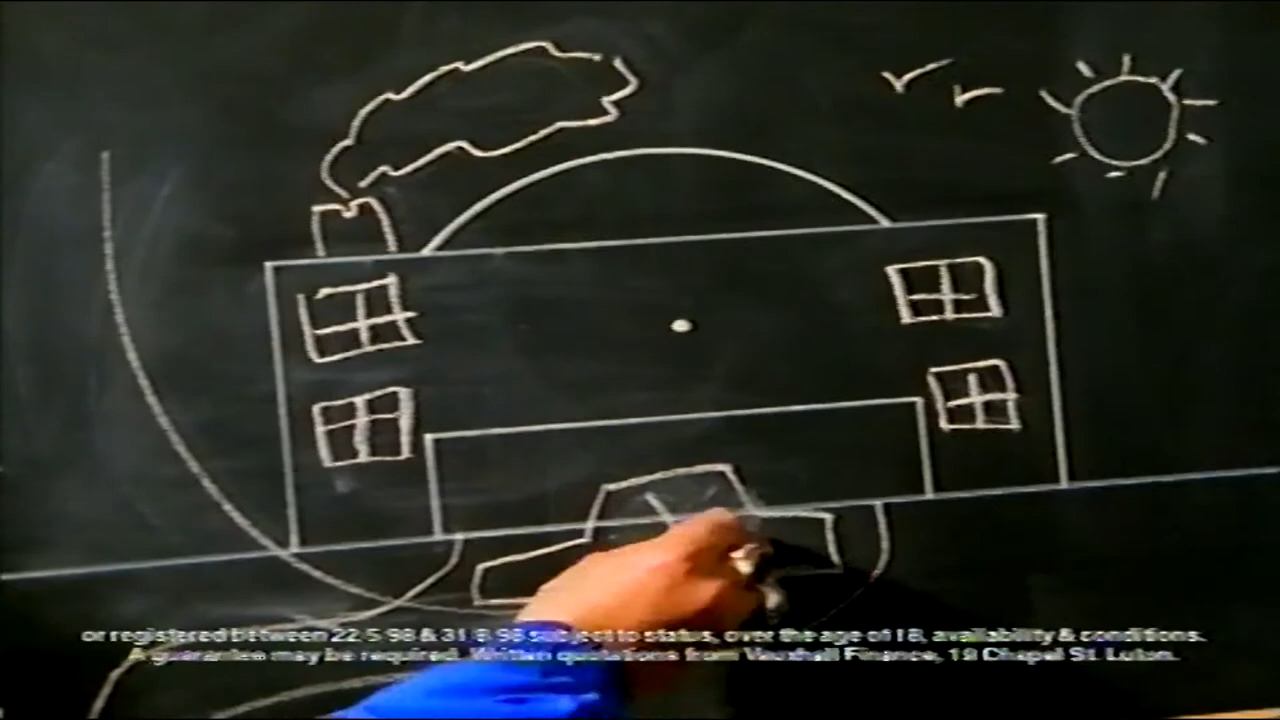 or registered between 22.5.98 & 31.8.98 subject to status, over the age of 18, availability & conditions.
A guarantee may be required. Written quotations from Vauxhall Finance, 18 Chapel St. Luton.